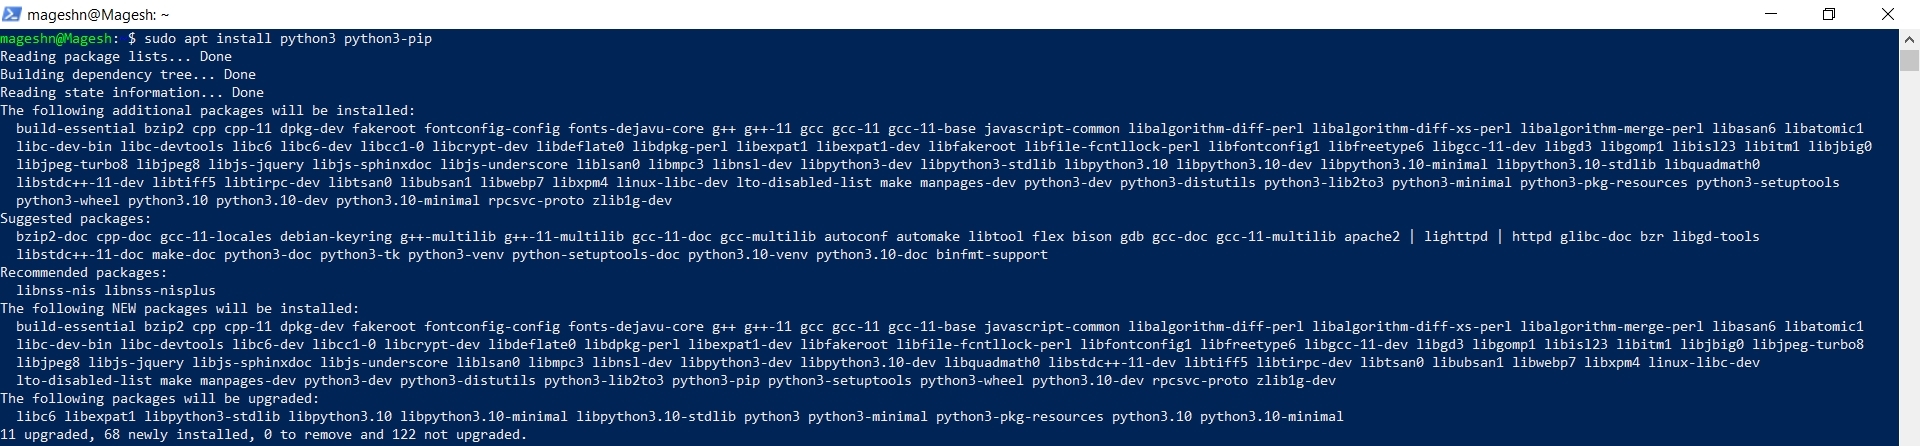 mageshn@Magesh: ~
mageshn@Magesh: $ sudo apt install python3 python3-pip
Reading package lists... Done
Building dependency tree... Done
Reading state information... Done
The following additional packages will be installed:
  build-essential bzip2 cpp cpp-11 dpkg-dev fakeroot fontconfig-config fonts-dejavu-core g++ g++-11 gcc gcc-11 gcc-11-base javascript-common libalgorithm-diff-perl libalgorithm-diff-xs-perl libalgorithm-merge-perl libasan6 libatomic1
  libc-dev-bin libc-devtools libc6 libc6-dev libcc1-0 libcrypt-dev libdeflate0 libdpkg-perl libexpat1 libexpat1-dev libfakeroot libfile-fcntllock-perl libfontconfig1 libfreetype6 libgcc-11-dev libgd3 libgomp1 libisl23 libitm1 libjbig0
  libjpeg-turbo8 libjpeg8 libjs-jquery libjs-sphinxdoc libjs-underscore liblsan0 libmpc3 libnsl-dev libpython3-dev libpython3-stdlib libpython3.10 libpython3.10-dev libpython3.10-minimal libpython3.10-stdlib libquadmath0
  libstdc++-11-dev libtiff5 libtirpc-dev libtsan0 libubsan1 libwebp7 libxpm4 linux-libc-dev lto-disabled-list make manpages-dev python3-dev python3-distutils python3-lib2to3 python3-minimal python3-pkg-resources python3-setuptools
  python3-wheel python3.10 python3.10-dev python3.10-minimal rpcsvc-proto zlib1g-dev
Suggested packages:
  bzip2-doc cpp-doc gcc-11-locales debian-keyring g++-multilib g++-11-multilib gcc-11-doc gcc-multilib autoconf automake libtool flex bison gdb gcc-doc gcc-11-multilib apache2 | lighttpd | httpd glibc-doc bzr libgd-tools
  libstdc++-11-doc make-doc python3-doc python3-tk python3-venv python-setuptools-doc python3.10-venv python3.10-doc binfmt-support
Recommended packages:
  libnss-nis libnss-nisplus
The following NEW packages will be installed:
  build-essential bzip2 cpp cpp-11 dpkg-dev fakeroot fontconfig-config fonts-dejavu-core g++ g++-11 gcc gcc-11 gcc-11-base javascript-common libalgorithm-diff-perl libalgorithm-diff-xs-perl libalgorithm-merge-perl libasan6 libatomic1
  libc-dev-bin libc-devtools libc6-dev libcc1-0 libcrypt-dev libdeflate0 libdpkg-perl libexpat1-dev libfakeroot libfile-fcntllock-perl libfontconfig1 libfreetype6 libgcc-11-dev libgd3 libgomp1 libisl23 libitm1 libjbig0 libjpeg-turbo8
  libjpeg8 libjs-jquery libjs-sphinxdoc libjs-underscore liblsan0 libmpc3 libnsl-dev libpython3-dev libpython3.10-dev libquadmath0 libstdc++-11-dev libtiff5 libtirpc-dev libtsan0 libubsan1 libwebp7 libxpm4 linux-libc-dev
  lto-disabled-list make manpages-dev python3-dev python3-distutils python3-lib2to3 python3-pip python3-setuptools python3-wheel python3.10-dev rpcsvc-proto zlib1g-dev
The following packages will be upgraded:
  libc6 libexpat1 libpython3-stdlib libpython3.10 libpython3.10-minimal libpython3.10-stdlib python3 python3-minimal python3-pkg-resources python3.10 python3.10-minimal
11 upgraded, 68 newly installed, 0 to remove and 122 not upgraded.